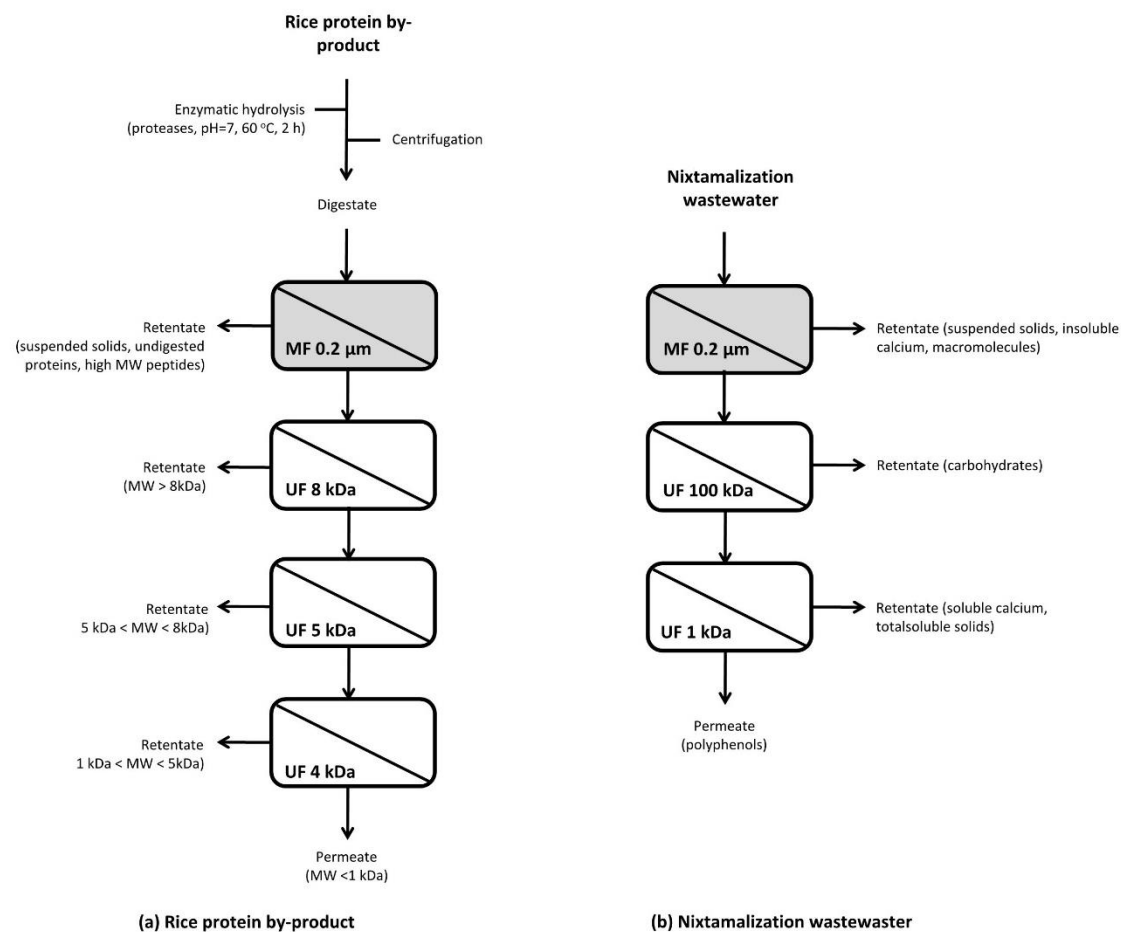 Rice protein by-
product
Enzymatic hydrolysis
(proteases, pH=7, 60 °C, 2 h)
Centrifugation
Digestate
Retentate
(suspended solids, undigested
proteins, high MW peptides)
MF 0.2 µm
Retentate
(MW > 8kDa)
UF 8 kDa
Retentate
5 kDa < MW < 8kDa)
UF 5 kDa
Retentate
1 kDa < MW < 5kDa)
UF 4 kDa
Permeate
(MW <1 kDa)
(a) Rice protein by-product
Nixtamalization
wastewater
MF 0.2 µm
Retentate (suspended solids, insoluble
calcium, macromolecules)
UF 100 kDa
Retentate (carbohydrates)
UF 1 kDa
Retentate (soluble calcium,
totalsoluble solids)
Permeate
(polyphenols)
(b) Nixtamalization wastewaster